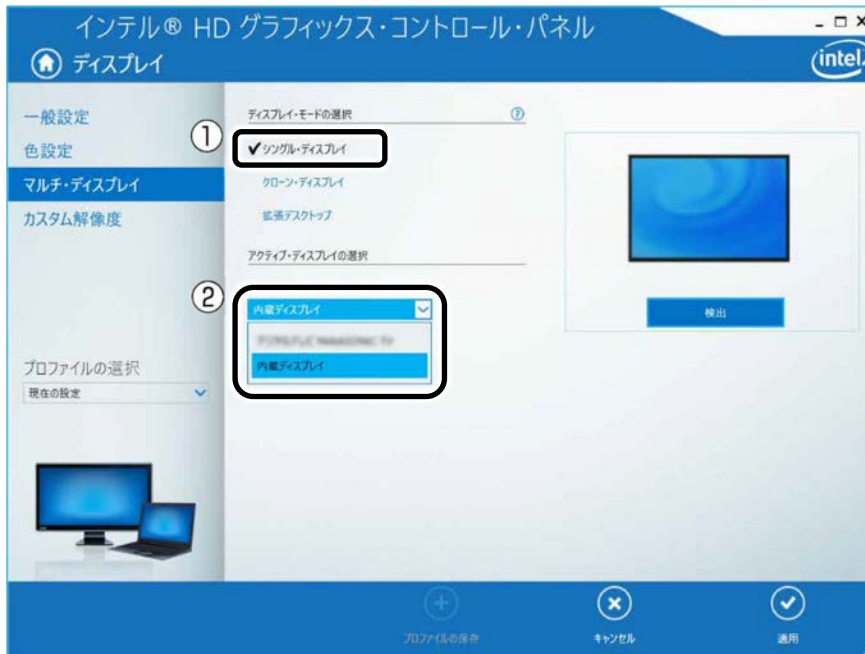 インテル® HD グラフィックス・コントロール・パネル
ディスプレイ
intel
一般設定
色設定
マルチ・ディスプレイ
カスタム解像度
プロファイルの選択
現在の設定
ディスプレイ・モードの選択
①
✔シングル・ディスプレイ
クローン・ディスプレイ
拡張デスクトップ
アクティブ・ディスプレイの選択
②
内蔵ディスプレイ
内蔵ディスプレイ
検出
プロファイルの保存
キャンセル
適用